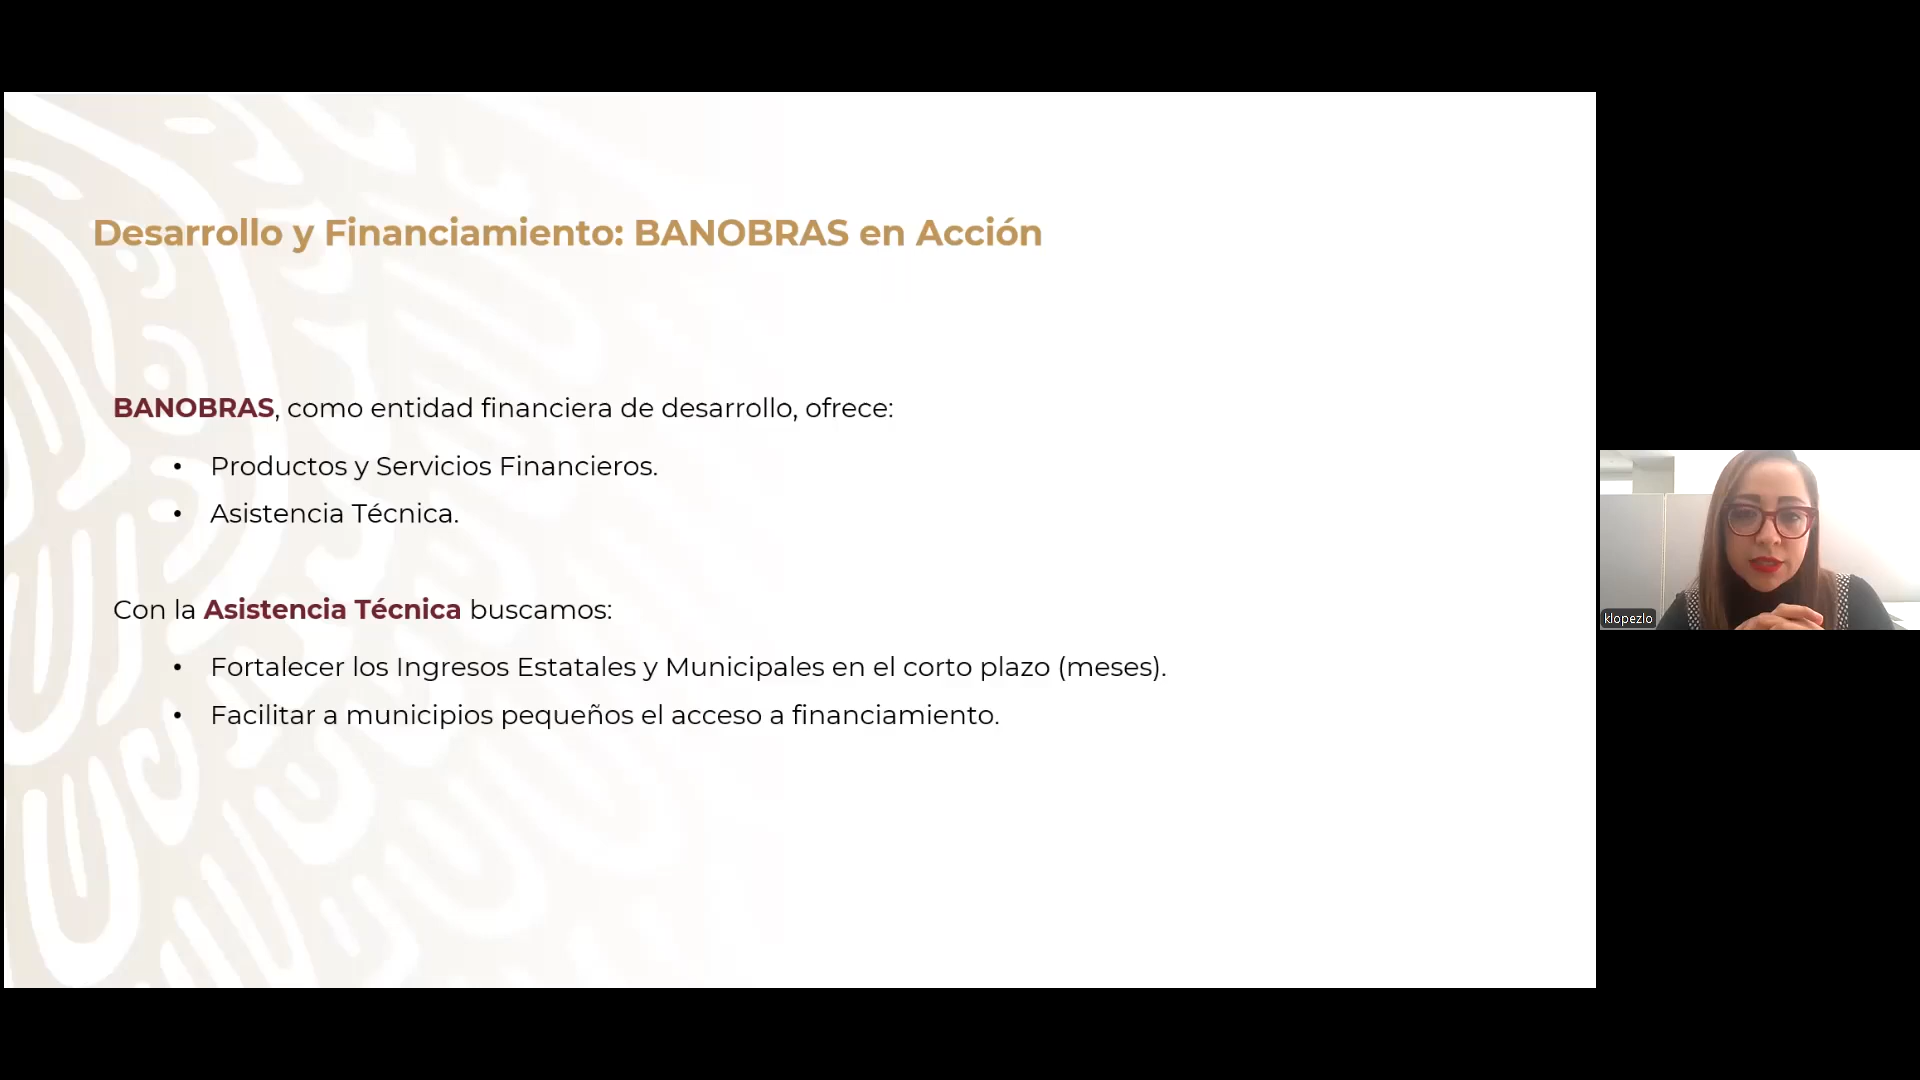 Desarrollo y Financiamiento: BANOBRAS en Acción
BANOBRAS, como entidad financiera de desarrollo, ofrece:
• Productos y Servicios Financieros.
• Asistencia Técnica.
Con la Asistencia Técnica buscamos:
• Fortalecer los Ingresos Estatales y Municipales en el corto plazo (meses).
• Facilitar a municipios pequeños el acceso a financiamiento.
klopezlo